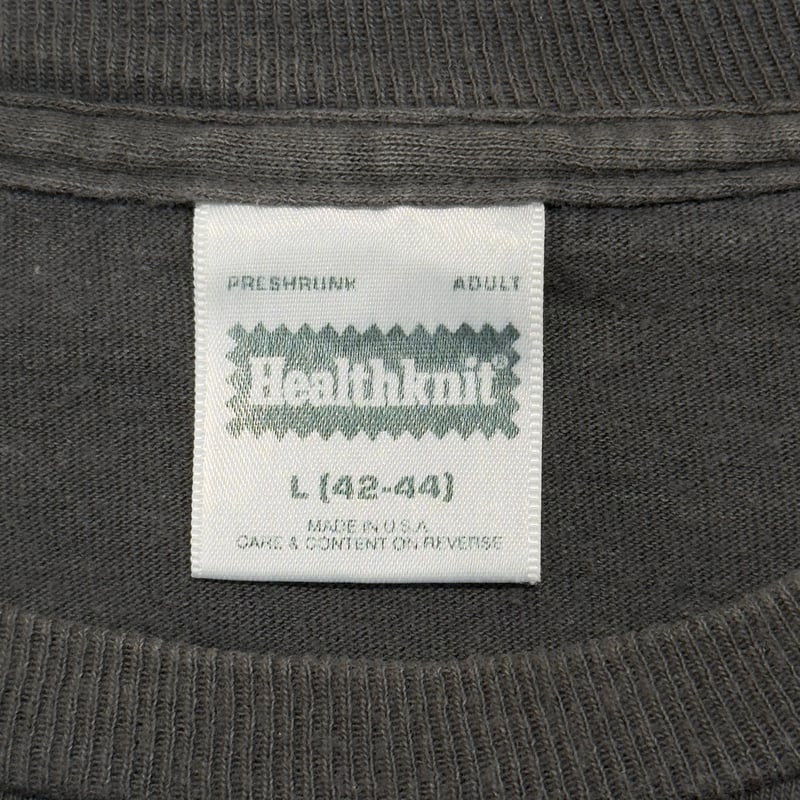 PRESHRUNK ADULT
Healthknit®
L (42-44)
MADE IN U.S.A.
CARE & CONTENT ON REVERSE